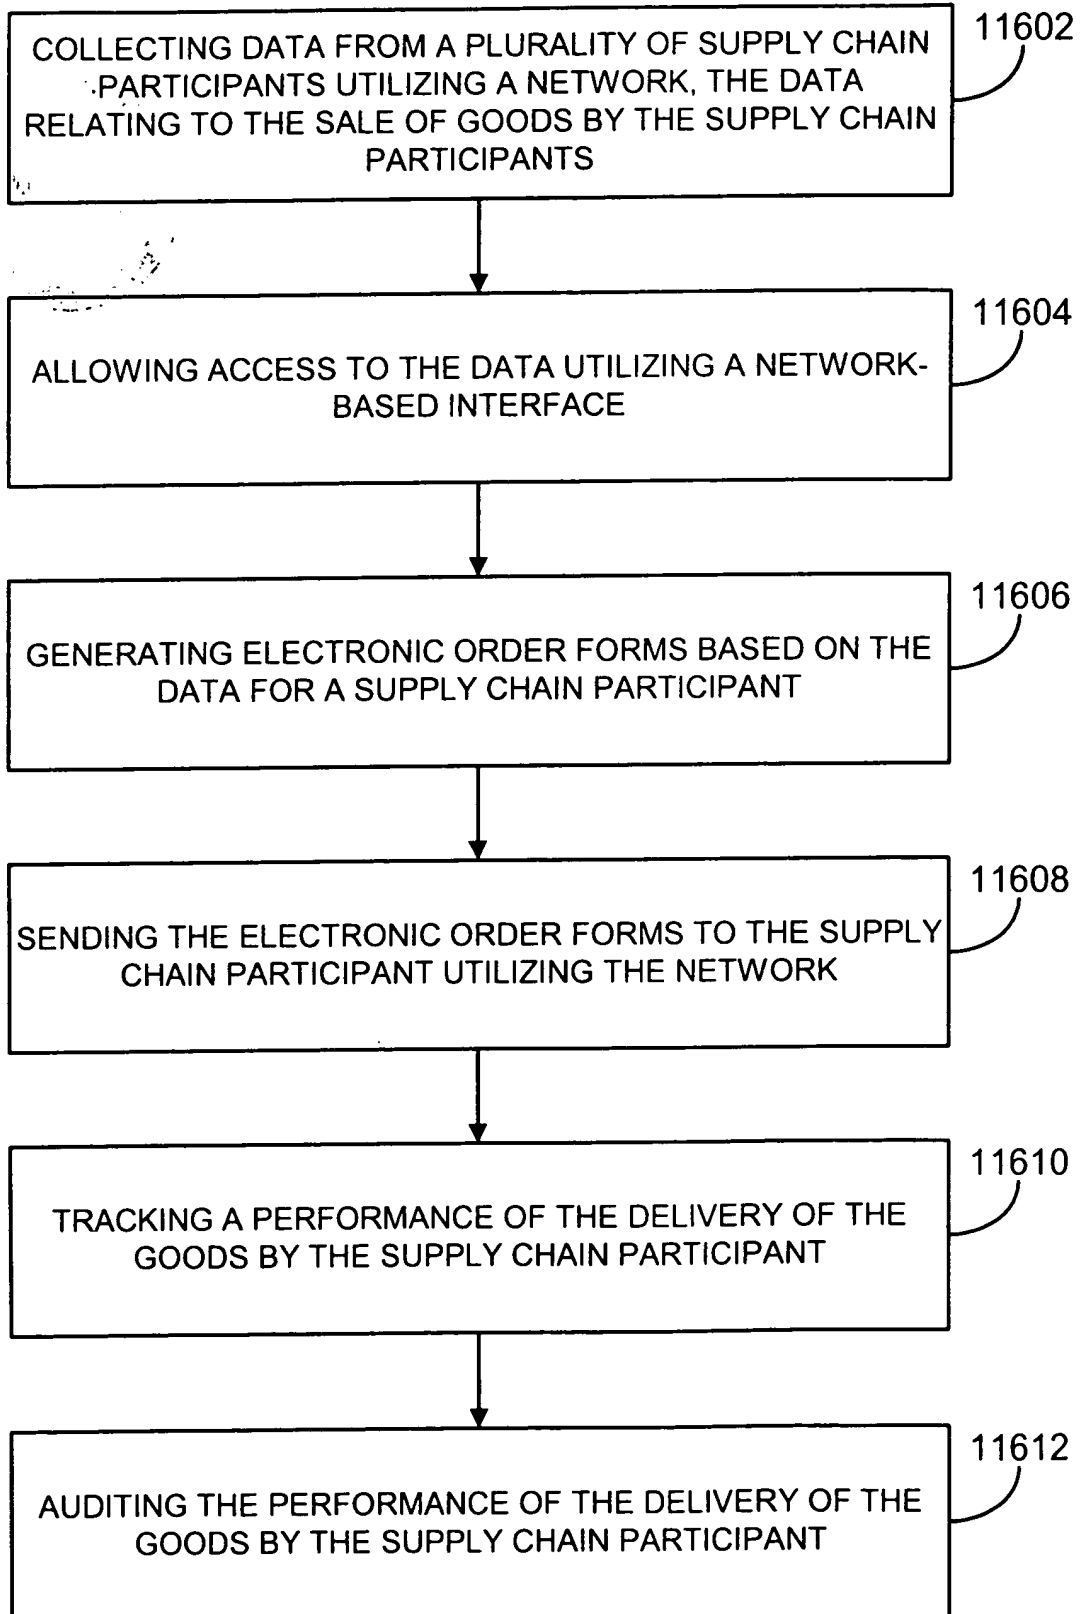 11602
COLLECTING DATA FROM A PLURALITY OF SUPPLY CHAIN
PARTICIPANTS UTILIZING A NETWORK, THE DATA
RELATING TO THE SALE OF GOODS BY THE SUPPLY CHAIN
PARTICIPANTS
11604
ALLOWING ACCESS TO THE DATA UTILIZING A NETWORK-
BASED INTERFACE
11606
GENERATING ELECTRONIC ORDER FORMS BASED ON THE
DATA FOR A SUPPLY CHAIN PARTICIPANT
11608
SENDING THE ELECTRONIC ORDER FORMS TO THE SUPPLY
CHAIN PARTICIPANT UTILIZING THE NETWORK
11610
TRACKING A PERFORMANCE OF THE DELIVERY OF THE
GOODS BY THE SUPPLY CHAIN PARTICIPANT
11612
AUDITING THE PERFORMANCE OF THE DELIVERY OF THE
GOODS BY THE SUPPLY CHAIN PARTICIPANT